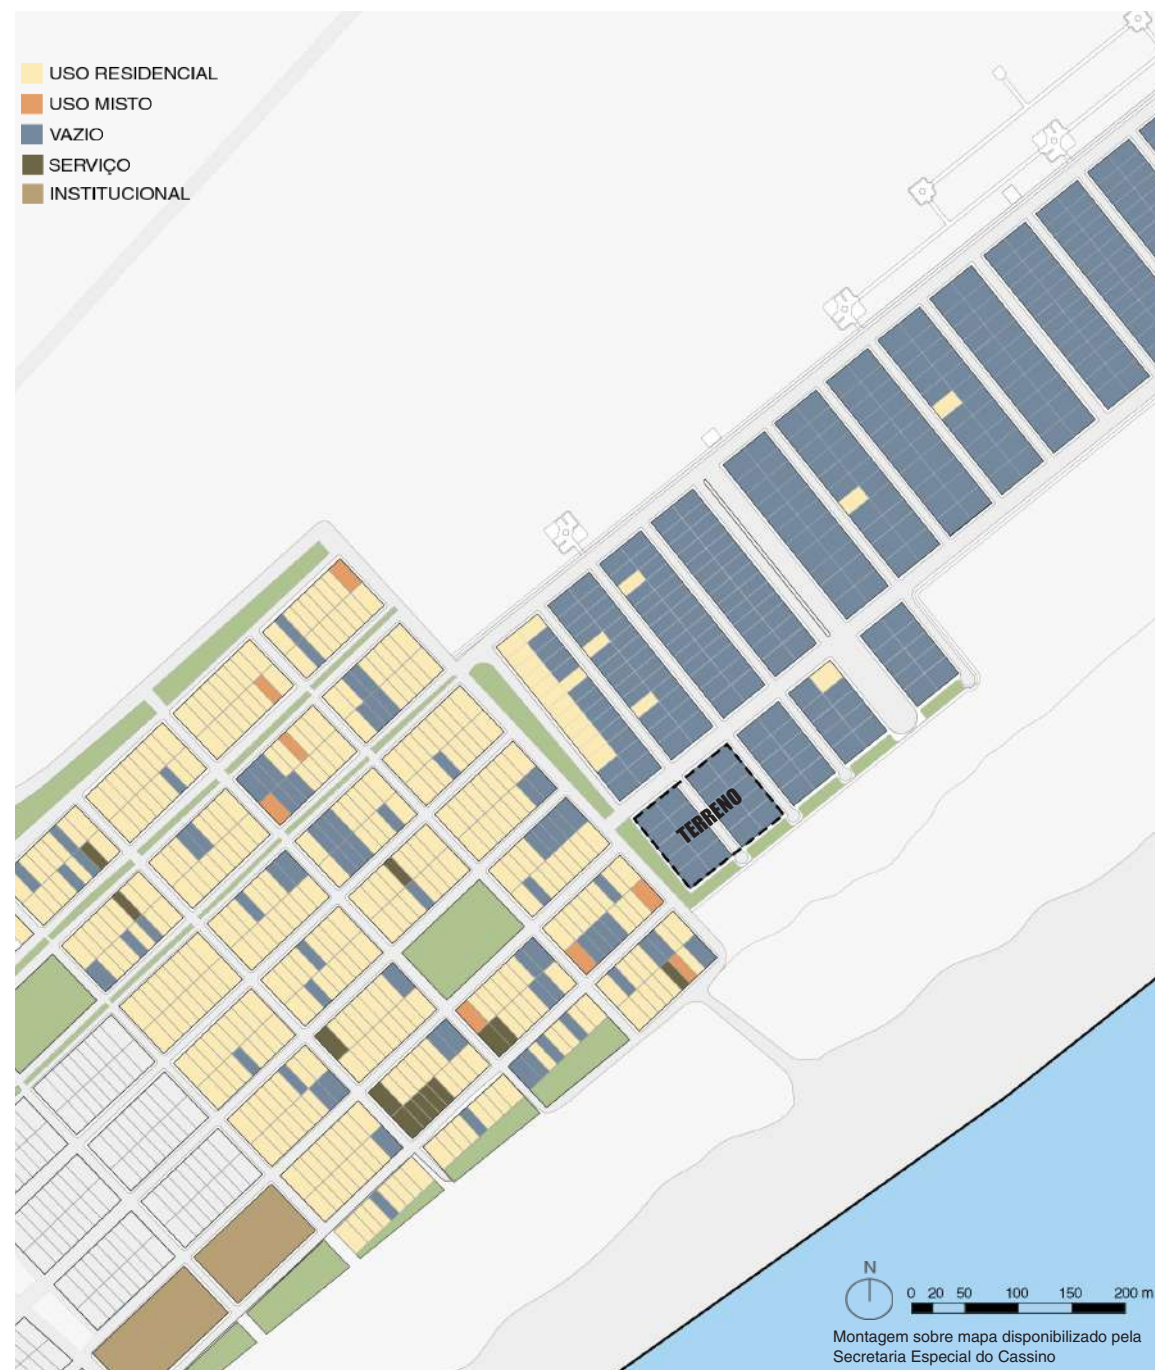 USO RESIDENCIAL
USO MISTO
VAZIO
SERVIÇO
INSTITUCIONAL
TERRENO
N
0 20 50 100 150 200 m
Montagem sobre mapa disponibilizado pela
Secretaria Especial do Cassino